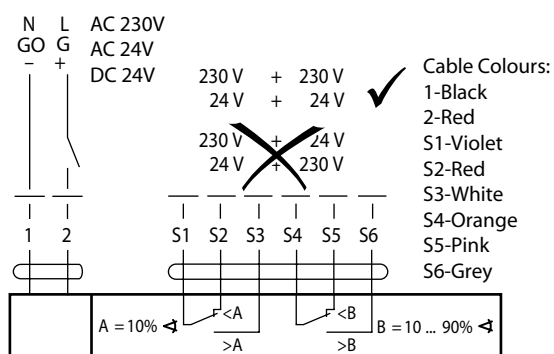 N L AC 230V
GO G AC 24V
− + DC 24V
230 V + 230 V
24 V + 24 V
230 V + 24 V
24 V + 230 V
Cable Colours:
1-Black
2-Red
S1-Violet
S2-Red
S3-White
S4-Orange
S5-Pink
S6-Grey
1 2 S1 S2 S3 S4 S5 S6
A = 10% <A <B B = 10 ... 90%
>A >B